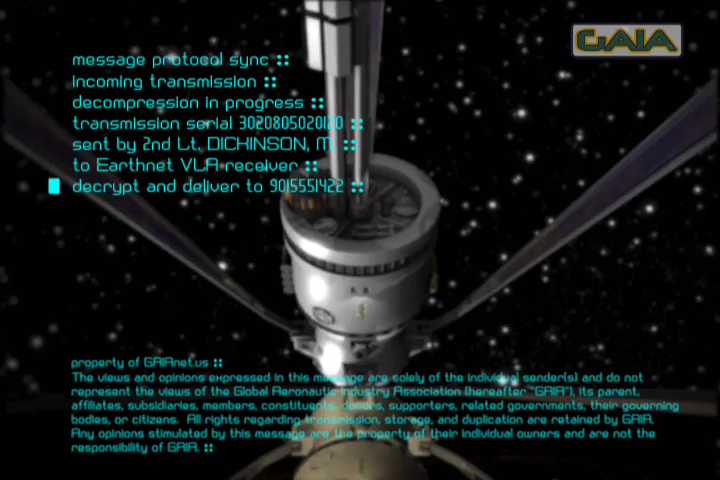 GAIA
message protocol sync ::
incoming transmission ::
decompression in progress ::
transmission serial 3020805020120 ::
sent by 2nd Lt. DICKINSON, M. ::
to Earthnet VLA receiver ::
decrypt and deliver to 9015551422 ::
property of GAIAnet.us ::
The views and opinions expressed in this message are solely of the individual sender(s) and do not
represent the views of the Global Aeronautic Industry Association (hereafter "GAIA"), its parent,
affiliates, subsidiaries, members, constituents, donors, supporters, related governments, their governing
bodies, or citizens. All rights regarding transmission, storage, and duplication are retained by GAIA.
Any opinions stimulated by this message are the property of their individual owners and are not the
responsibility of GAIA. ::